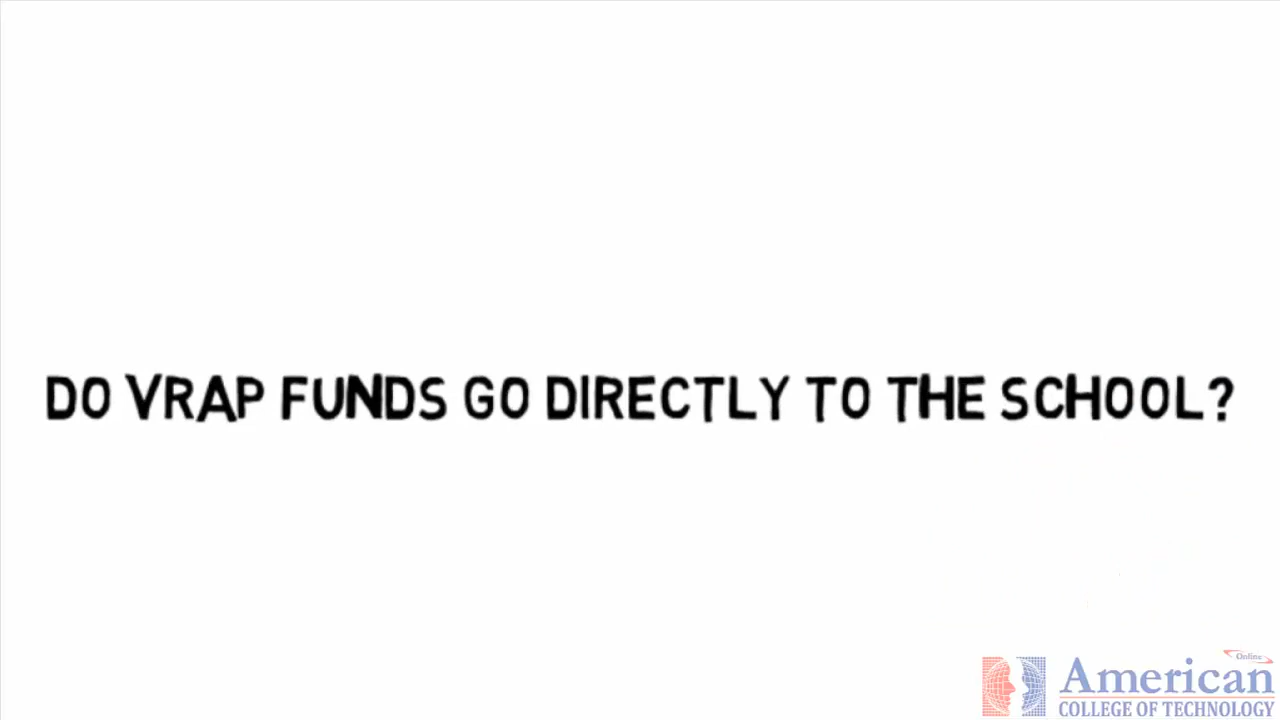 DO VRAP FUNDS GO DIRECTLY TO THE SCHOOL?
Online
American
COLLEGE OF TECHNOLOGY